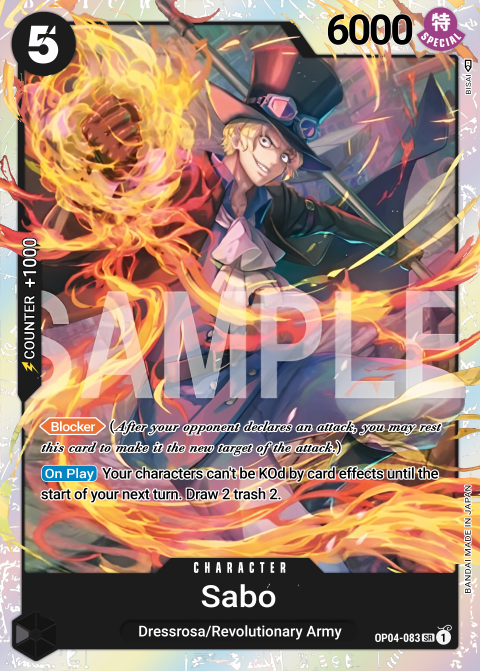 5
6000
特
SPECIAL
BISAI
COUNTER +1000
SAMPLE
Blocker (After your opponent declares an attack, you may rest
this card to make it the new target of the attack.)
On Play Your characters can't be KOd by card effects until the
start of your next turn. Draw 2 trash 2.
BANDAI MADE IN JAPAN
CHARACTER
Sabo
Dressrosa/Revolutionary Army
OP04-083 SR 1